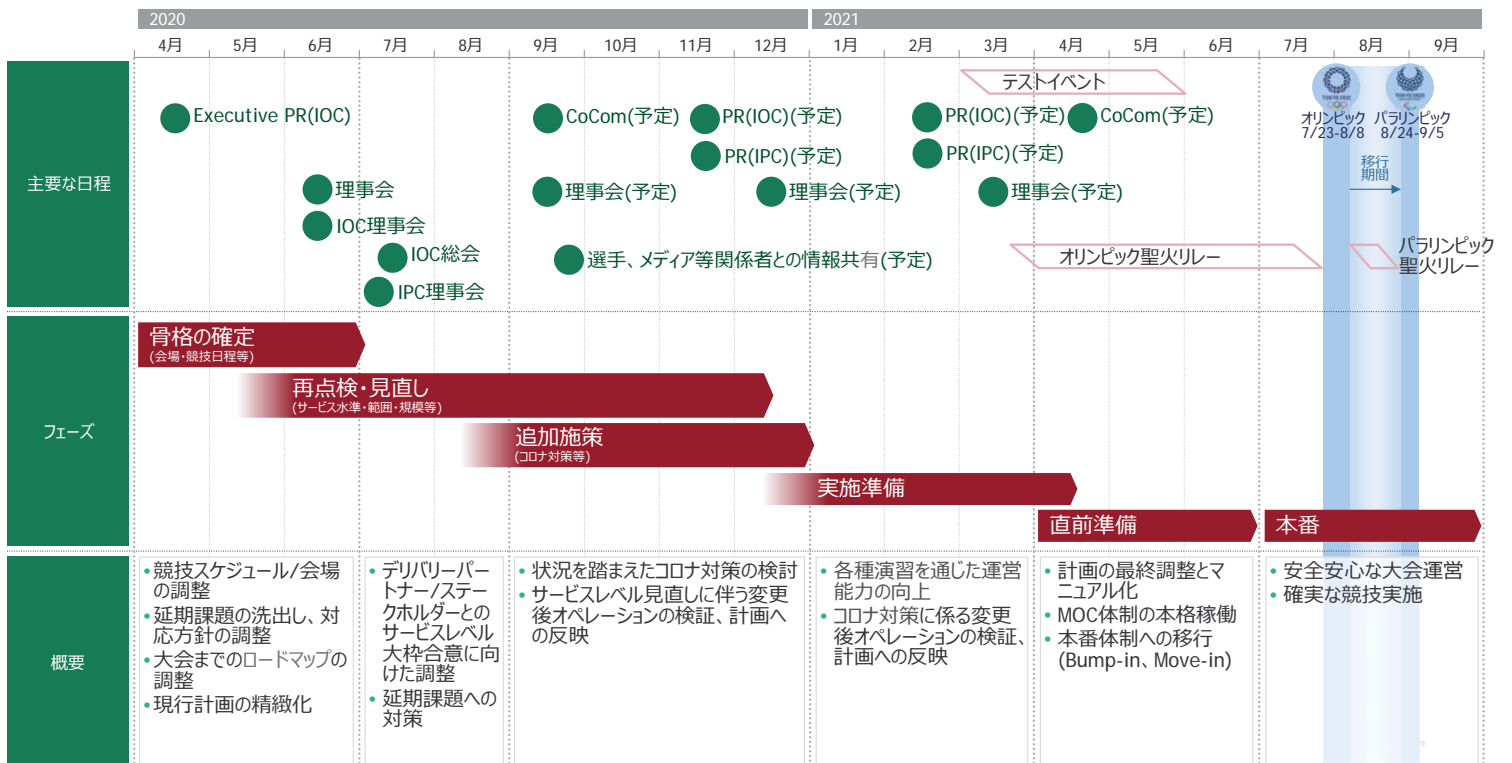 2020
2021
4月
5月
6月
7月
8月
9月
10月
11月
12月
1月
2月
3月
4月
5月
6月
7月
8月
9月
主要な日程
テストイベント
Executive PR(IOC)
CoCom(予定)
PR(IOC)(予定)
PR(IOC)(予定)
CoCom(予定)
PR(IPC)(予定)
PR(IPC)(予定)
理事会
理事会(予定)
理事会(予定)
理事会(予定)
IOC理事会
IOC総会
選手、メディア等関係者との情報共有(予定)
IPC理事会
オリンピック聖火リレー
パラリンピック
聖火リレー
オリンピック
7/23-8/8
パラリンピック
8/24-9/5
移行
期間
フェーズ
骨格の確定
(会場・競技日程等)
再点検・見直し
(サービス水準・範囲・規模等)
追加施策
(コロナ対策等)
実施準備
直前準備
本番
概要
•競技スケジュール/会場
の調整
•延期課題の洗出し、対
応方針の調整
•大会までのロードマップの
調整
•現行計画の精緻化
• デリバリーパー
トナー/ステー
クホルダーとの
サービスレベル
大枠合意に向
けた調整
• 延期課題への
対策
• 状況を踏まえたコロナ対策の検討
• サービスレベル見直しに伴う変更
後オペレーションの検証、計画へ
の反映
• 各種演習を通じた運営
能力の向上
• コロナ対策に係る変更
後オペレーションの検証、
計画への反映
• 計画の最終調整とマ
ニュアル化
• MOC体制の本格稼働
• 本番体制への移行
(Bump-in、Move-in)
• 安全安心な大会運営
• 確実な競技実施